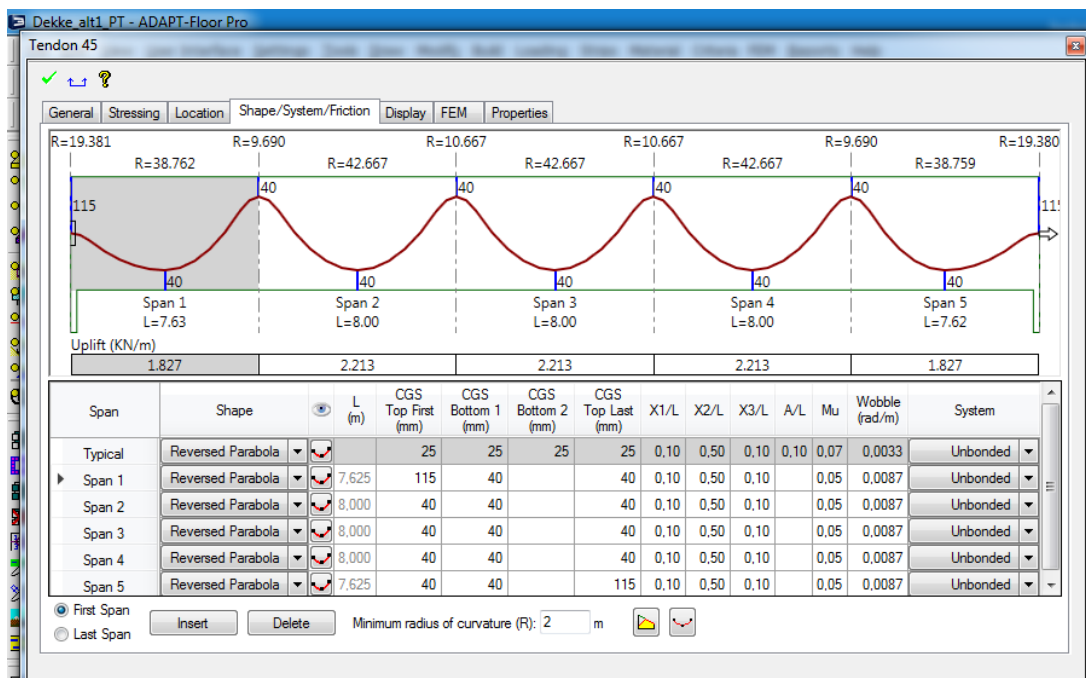 Dekke_alt1_PT - ADAPT-Floor Pro
Tendon 45
General Stressing Location Shape/System/Friction Display FEM Properties
R=19.381 R=9.690 R=10.667 R=10.667 R=9.690 R=19.380
R=38.762 R=42.667 R=42.667 R=42.667 R=38.759
40 40 40 40
115 11
40 40 40 40 40
Span 1 Span 2 Span 3 Span 4 Span 5
L=7.63 L=8.00 L=8.00 L=8.00 L=7.62
Uplift (KN/m)
1.827 2.213 2.213 2.213 1.827
Span Shape L (m) CGS Top First (mm) CGS Bottom 1 (mm) CGS Bottom 2 (mm) CGS Top Last (mm) X1/L X2/L X3/L A/L Mu Wobble (rad/m) System
Typical Reversed Parabola 25 25 25 25 0,10 0,50 0,10 0,10 0,07 0,0033 Unbonded
Span 1 Reversed Parabola 7,625 115 40 40 0,10 0,50 0,10 0,05 0,0087 Unbonded
Span 2 Reversed Parabola 8,000 40 40 40 0,10 0,50 0,10 0,05 0,0087 Unbonded
Span 3 Reversed Parabola 8,000 40 40 40 0,10 0,50 0,10 0,05 0,0087 Unbonded
Span 4 Reversed Parabola 8,000 40 40 40 0,10 0,50 0,10 0,05 0,0087 Unbonded
Span 5 Reversed Parabola 7,625 40 40 115 0,10 0,50 0,10 0,05 0,0087 Unbonded
First Span
Last Span
Insert Delete Minimum radius of curvature (R): 2 m